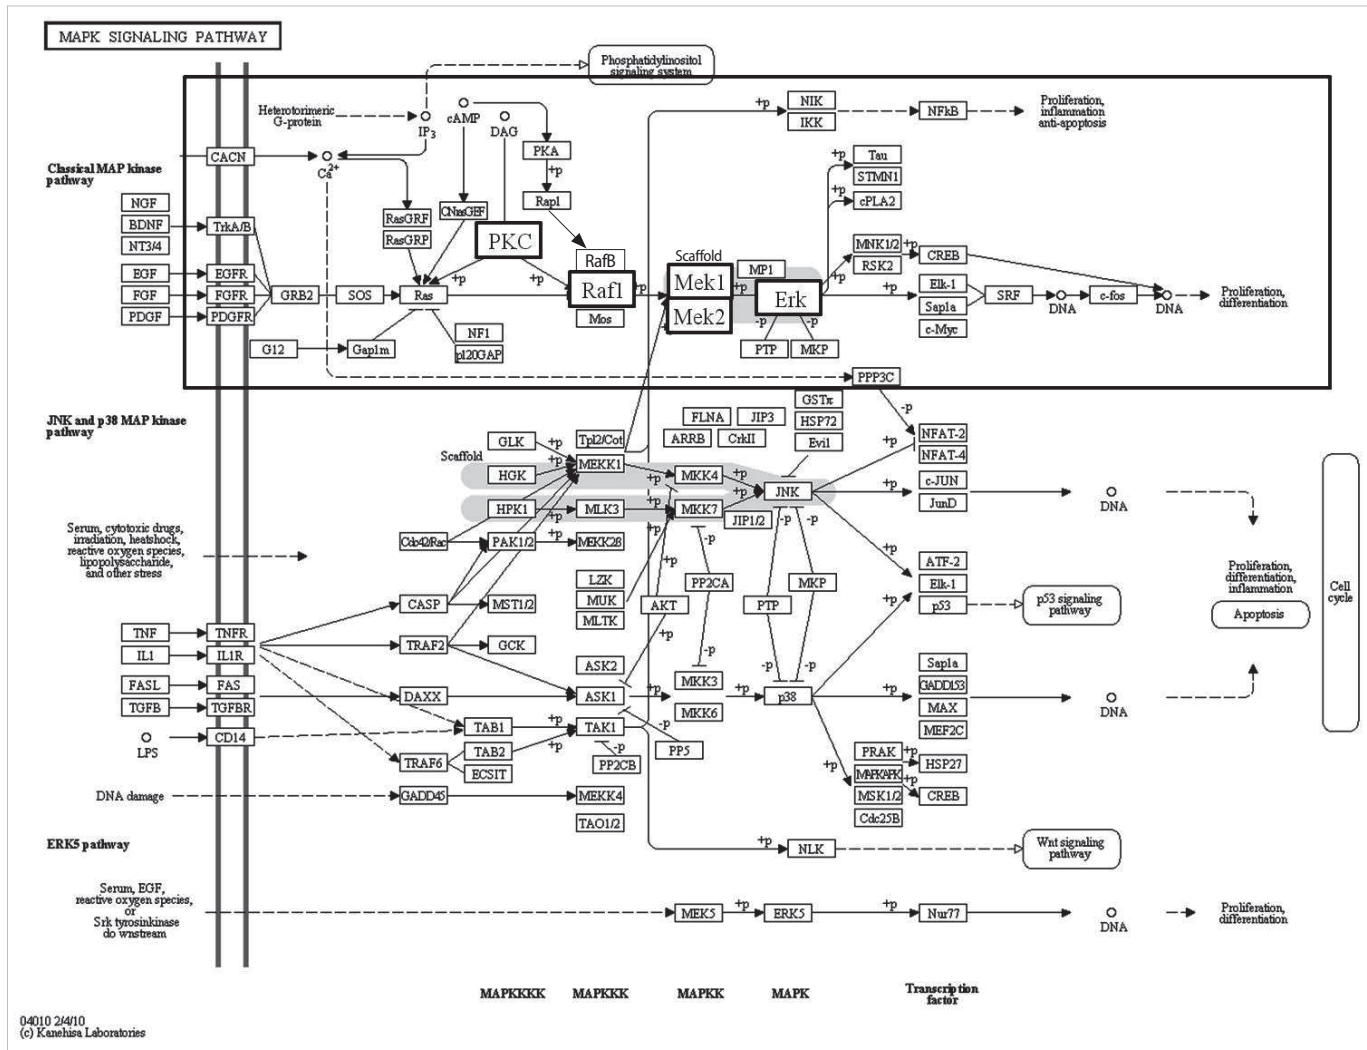 MAPK SIGNALING PATHWAY
Phosphatidylinositol
signaling system
Heterotorimeric
G-protein
IP3
cAMP
DAG
+p
NIK
IKK
NFkB
Proliferation,
inflammation
anti-apoptosis
Classical MAP kinase
pathway
CACN
Ca2+
PKA
+p
Rap1
+p
Tau
STMN1
+p
cPLA2
NGF
BDNF
NT3/4
TrkA/B
RasGRF
RasGRP
CNrasGEF
PKC
RafB
Scaffold
MP1
MNK1/2
RSK2
+p
CREB
EGF
FGF
PDGF
EGFR
FGFR
PDGFR
GRB2
SOS
Ras
+p
+p
Raf1
Mos
+p
Mek1
Mek2
+p
Erk
+p
+p
Elk-1
Sap1a
c-Myc
SRF
DNA
c-fos
DNA
Proliferation,
differentiation
G12
Gap1m
NF1
p120GAP
-p
-p
PTP
MKP
PPP3C
-p
JNK and p38 MAP kinase
pathway
Scaffold
GLK
HGK
HPK1
+p
+p
+p
+p
Tpl2/Cot
MEKK1
MLK3
MEKK2/3
FLNA
JIP3
ARRB
CrkII
GSTπ
HSP72
Evi1
+p
+p
+p
MKK4
MKK7
+p
+p
JNK
JIP1/2
+p
NFAT-2
NFAT-4
c-JUN
JunD
DNA
Serum, cytotoxic drugs,
irradiation, heatshock,
reactive oxygen species,
lipopolysaccharide,
and other stress
Cdc42/Rac
PAK1/2
LZK
MUK
MLTK
AKT
+p
+p
-p
PP2CA
-p
-p
PTP
MKP
-p
-p
+p
+p
ATF-2
Elk-1
p53
p53 signaling
pathway
Proliferation,
differentiation,
inflammation
Apoptosis
Cell
cycle
CASP
MST1/2
TNF
IL1
FASL
TGFB
TNFR
IL1R
FAS
TGFBR
TRAF2
GCK
ASK2
DAXX
ASK1
+p
MKK3
MKK6
+p
p38
+p
Sap1a
GADD153
MAX
MEF2C
DNA
LPS
CD14
TAB1
+p
TAK1
-p
PP5
TRAF6
TAB2
ECSIT
+p
-p
PP2CB
+p
PRAK
MAPKAPK
MSK1/2
Cdc25B
+p
+p
HSP27
CREB
DNA damage
GADD45
MEKK4
TAO1/2
ERK5 pathway
+p
NLK
Wnt signaling
pathway
Serum, EGF,
reactive oxygen species,
or
Srk tyrosinkinase
do wnstream
MEK5
+p
ERK5
+p
Nur77
DNA
Proliferation,
differentiation
MAPKKKK
MAPKKK
MAPKK
MAPK
Transcription
factor
04010 2/4/10
(c) Kanehisa Laboratories